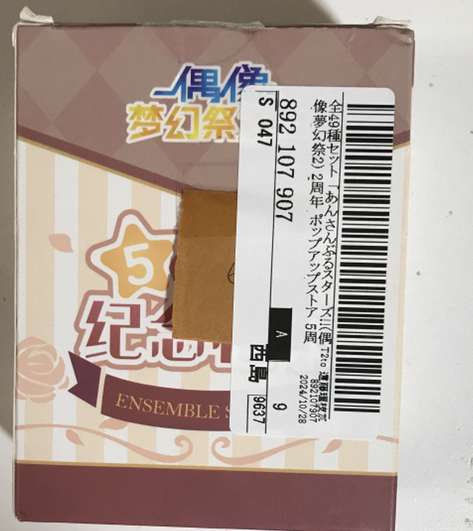 偶像
梦幻祭
5
纪念
ENSEMBLE S
全49種セット「あんさんぶるスターズ!!(偶
像夢幻祭2) 2周年 ポップアップストア 5周
T2to
892107907
2024/10/28
892 107 907
S 047
A
9
西島
9637